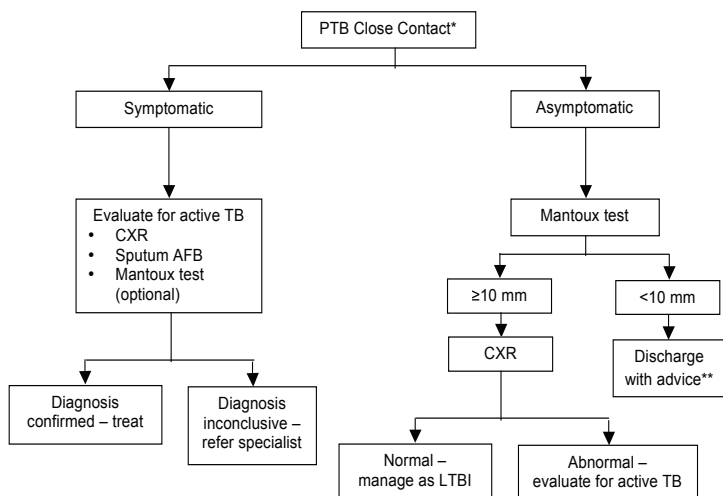 PTB Close Contact*
Symptomatic
Asymptomatic
Evaluate for active TB
• CXR
• Sputum AFB
• Mantoux test
(optional)
Mantoux test
≥10 mm
<10 mm
CXR
Discharge
with advice**
Diagnosis
confirmed – treat
Diagnosis
inconclusive –
refer specialist
Normal –
manage as LTBI
Abnormal –
evaluate for active TB